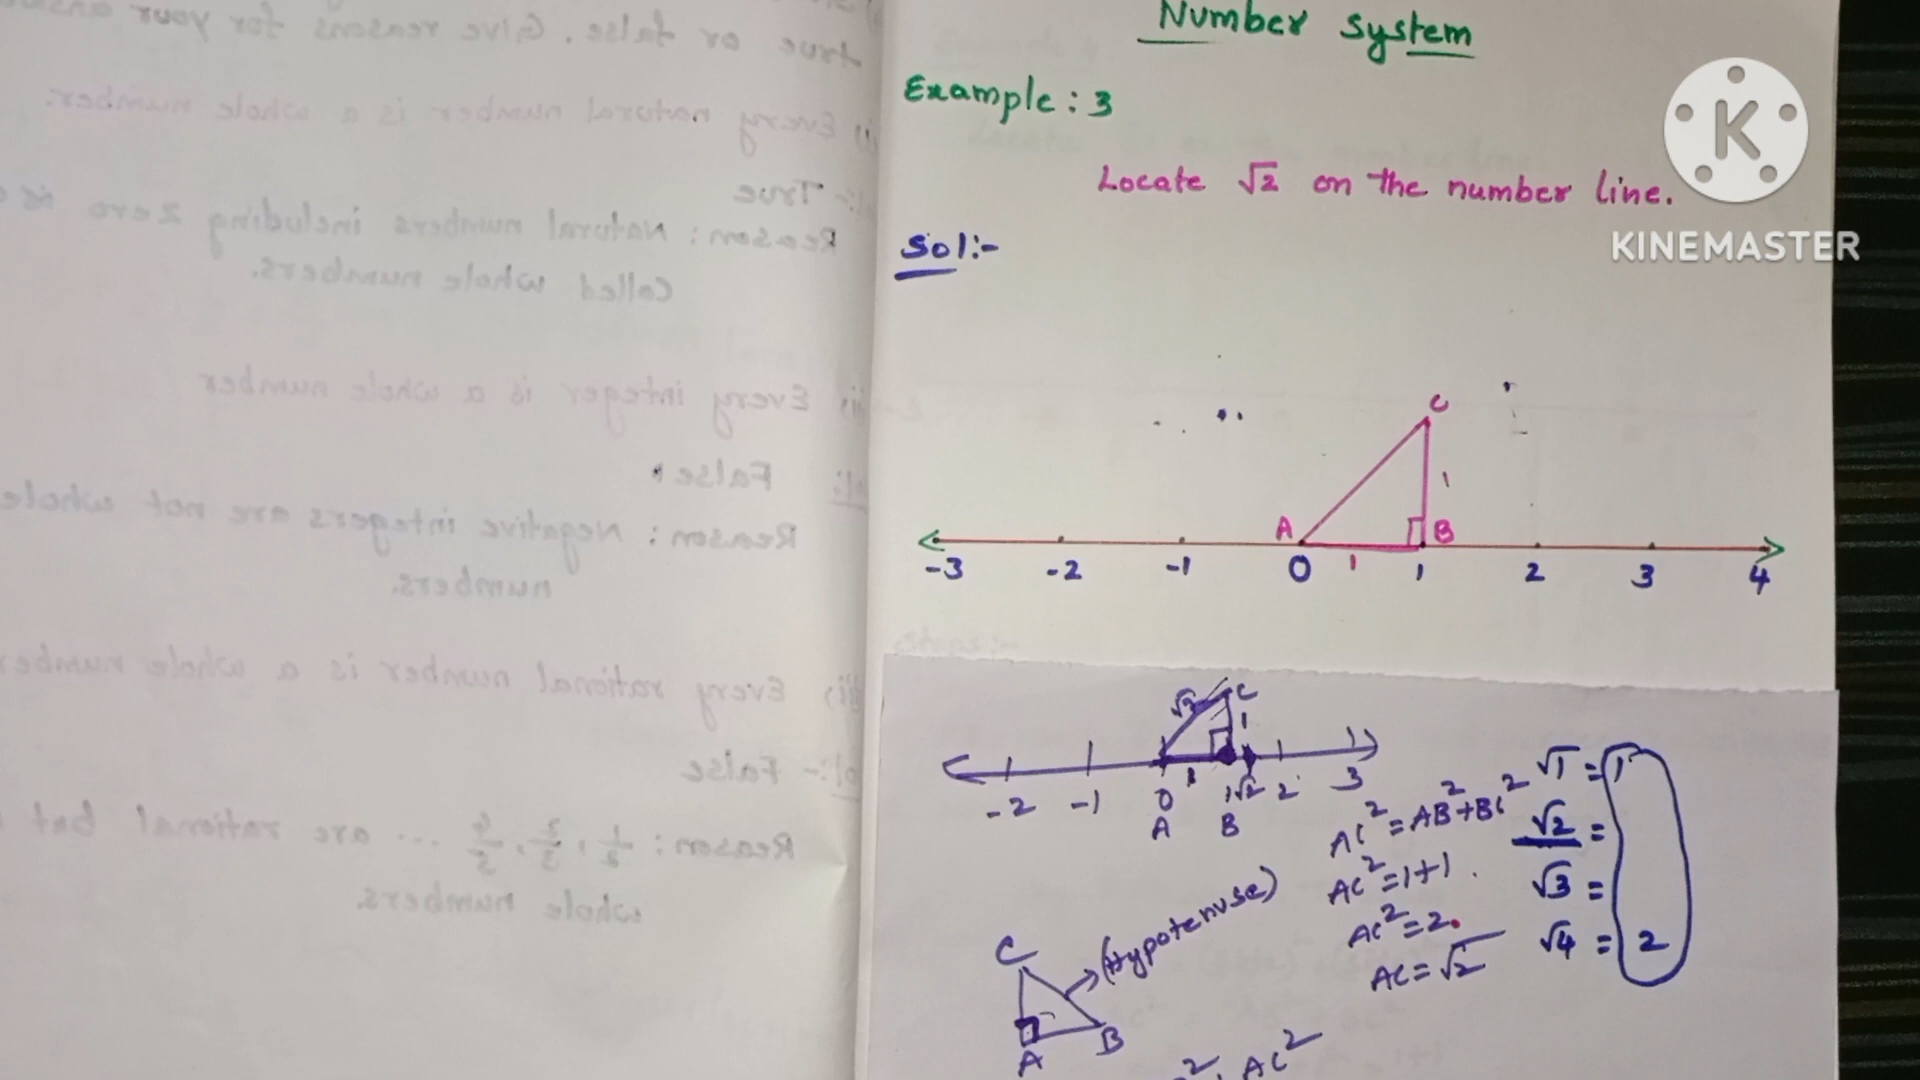 Number System
Example : 3
Locate √2 on the number line.
K
KINEMASTER
Sol:-
C
1
A B
-3 -2 -1 0 1 1 2 3 4
√2 C
1
1
-2 -1 0 1 √2 2 3
A B
AC² = AB² + BC²
AC² = 1+1
AC² = 2
AC = √2
√1 = 1
√2 =
√3 =
√4 = 2
C
(Hypotenuse)
A B
AC²
true or false. Give reasons for your
i) Every natural number is a whole number.
True
Reason : Natural numbers including zero is
called whole numbers.
ii) Every integer is a whole number
False
Reason : Negative integers are not whole
numbers.
iii) Every rational number is a whole number
False
Reason : 1/2, 
are rational but
whole numbers.